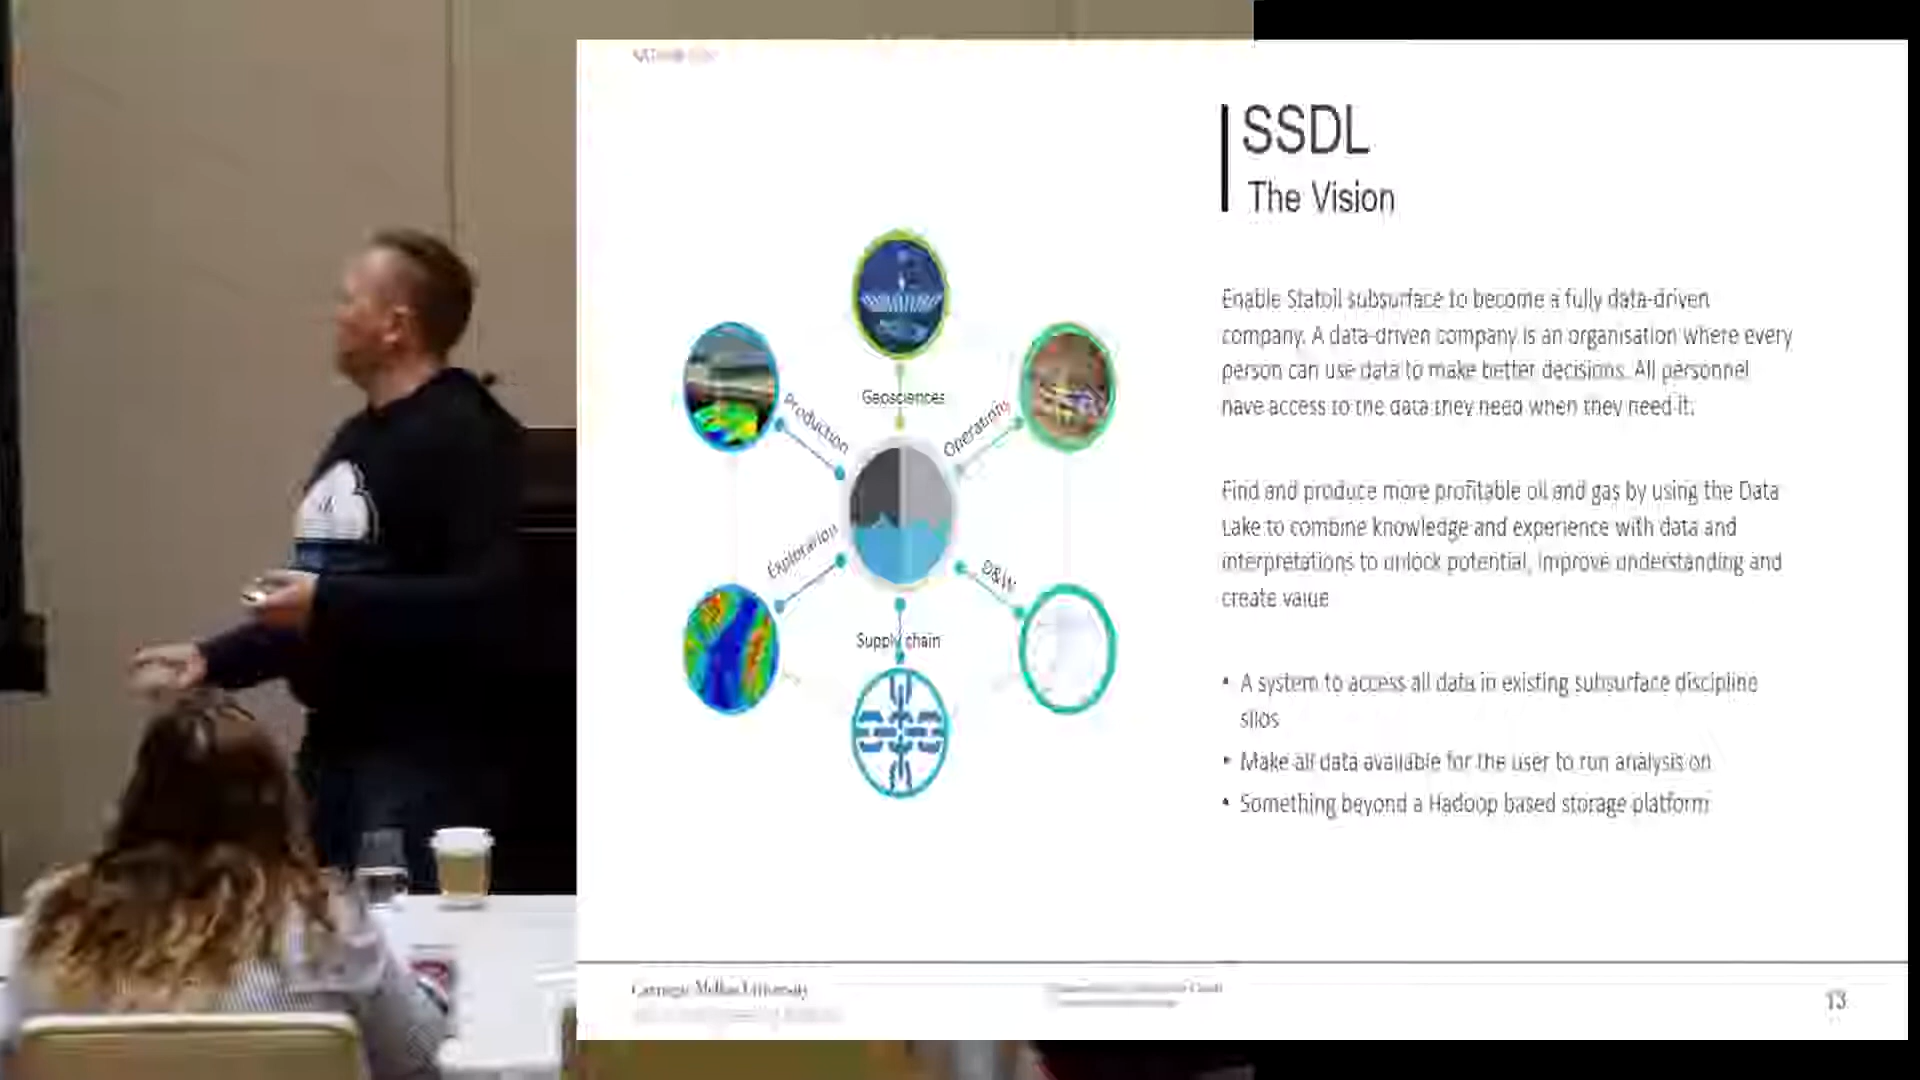 SSDL
The Vision
Enable Statoil subsurface to become a fully data-driven
company. A data-driven company is an organisation where every
person can use data to make better decisions. All personnel
have access to the data they need when they need it.
Find and produce more profitable oil and gas by using the Data
Lake to combine knowledge and experience with data and
interpretations to unlock potential, improve understanding and
create value
• A system to access all data in existing subsurface discipline
silos
• Make all data available for the user to run analysis on
• Something beyond a Hadoop based storage platform
Geosciences
Production
Operations
Exploration
D&W
Supply chain
Carnegie Mellon University
13